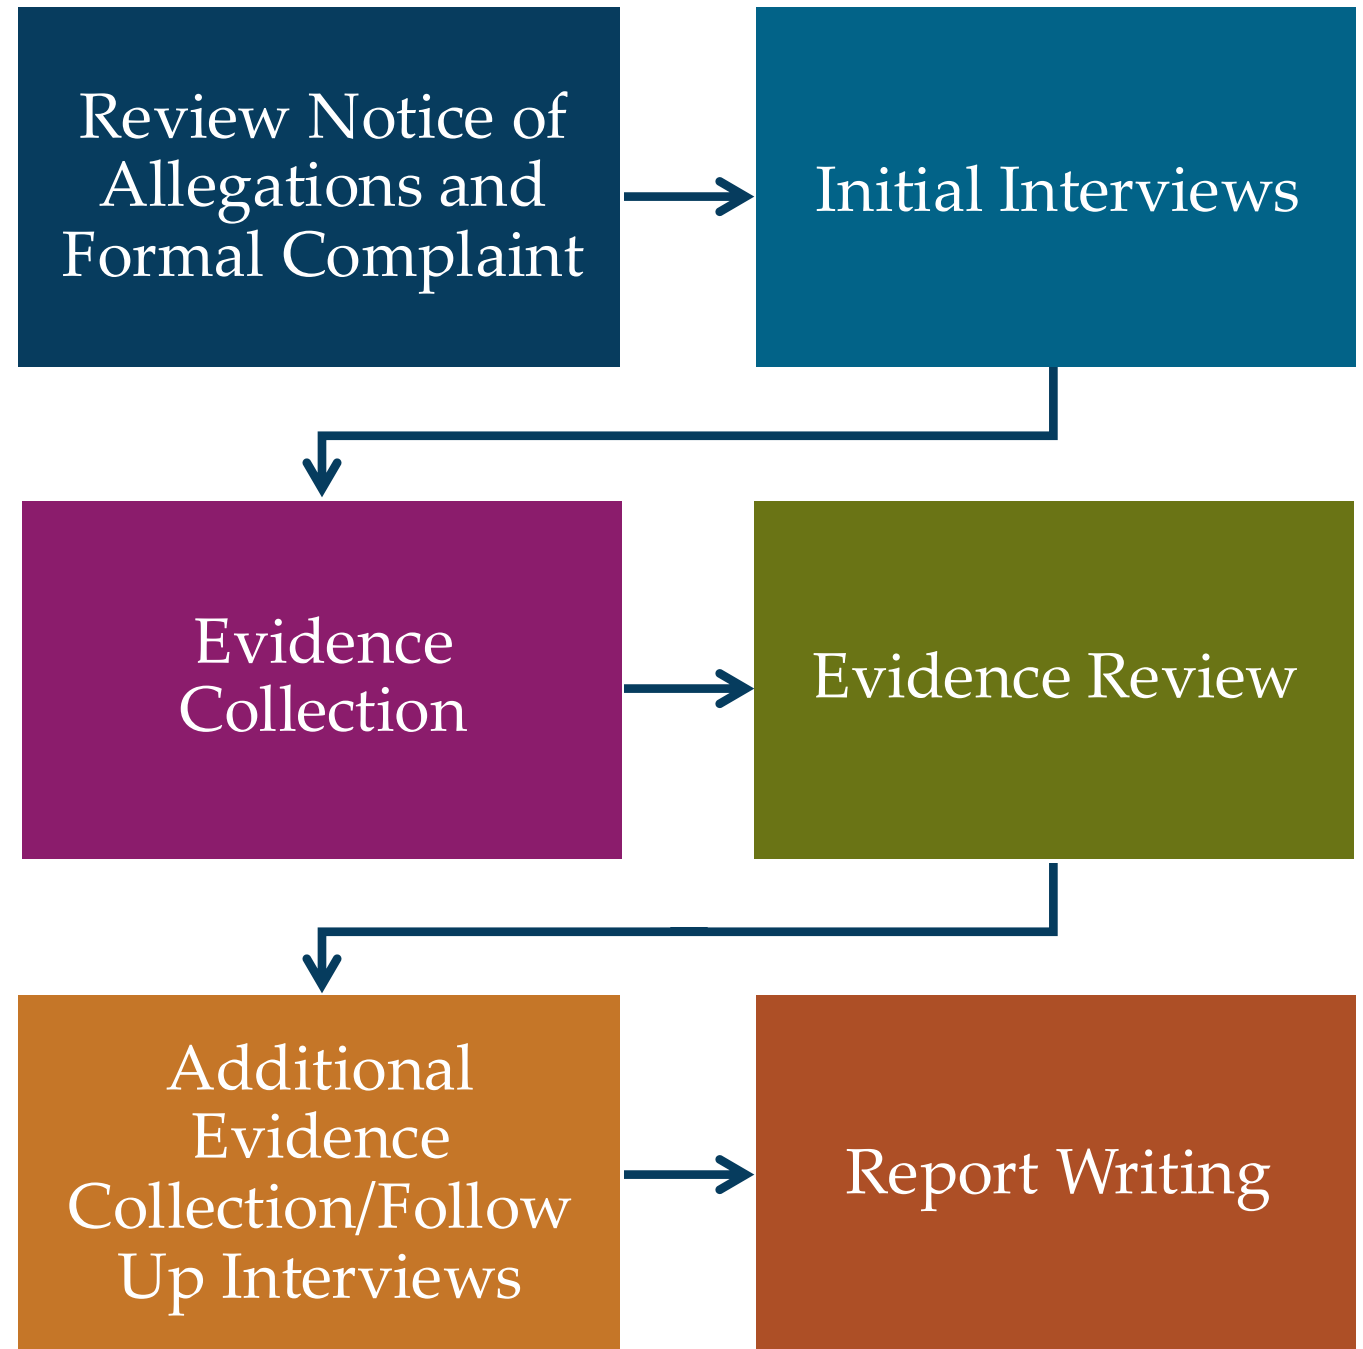 Review Notice of
Allegations and
Formal Complaint
Initial Interviews
Evidence
Collection
Evidence Review
Additional
Evidence
Collection/Follow
Up Interviews
Report Writing